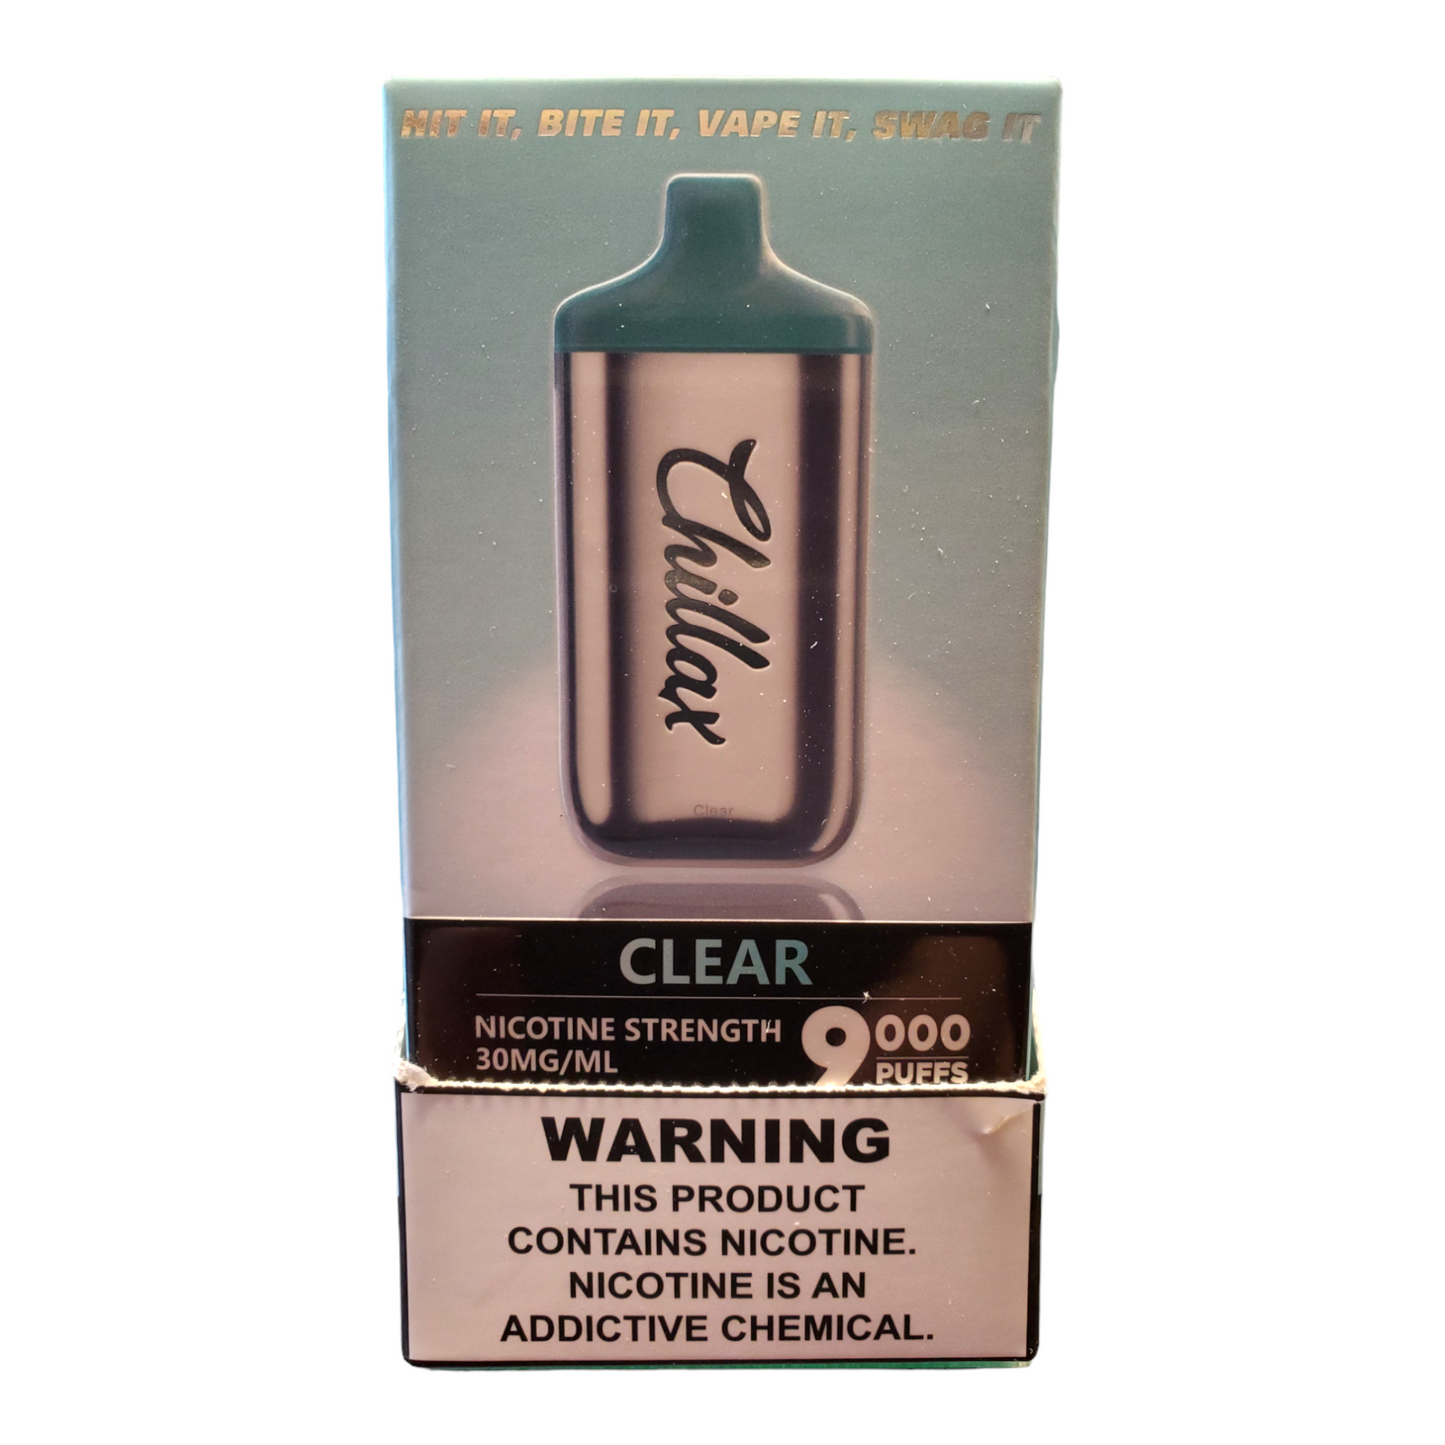 HIT IT, BITE IT, VAPE IT, SWAG IT
Chillax
Clear
CLEAR
NICOTINE STRENGTH
30MG/ML
9000
PUFFS
WARNING
THIS PRODUCT
CONTAINS NICOTINE.
NICOTINE IS AN
ADDICTIVE CHEMICAL.